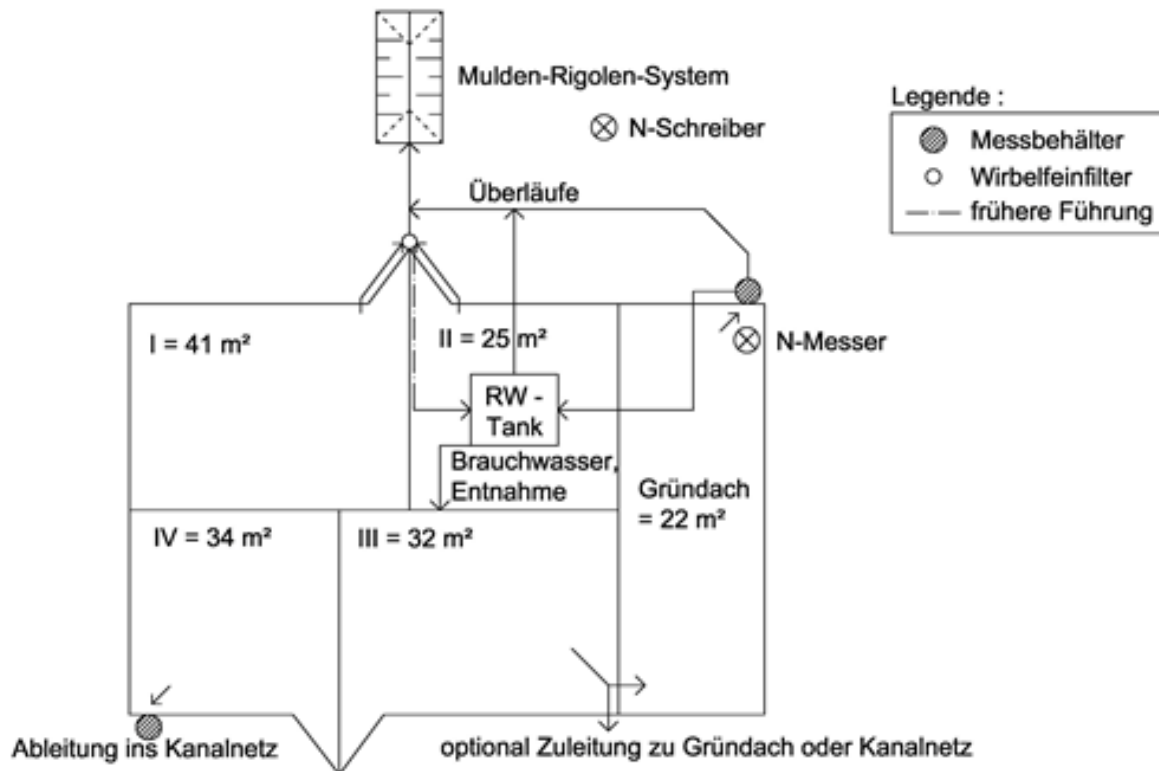 Mulden-Rigolen-System
N-Schreiber
Legende :
Messbehälter
Wirbelfeinfilter
frühere Führung
Überläufe
I = 41 m²
II = 25 m²
N-Messer
RW -
Tank
Brauchwasser,
Entnahme
Gründach
= 22 m²
IV = 34 m²
III = 32 m²
Ableitung ins Kanalnetz
optional Zuleitung zu Gründach oder Kanalnetz